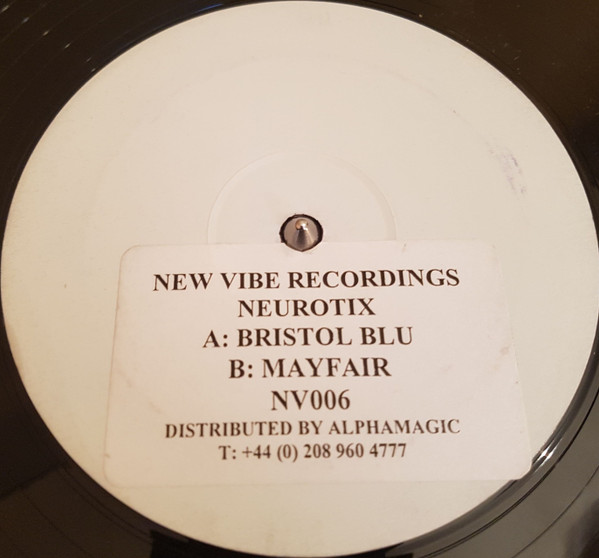 NEW VIBE RECORDINGS
NEUROTIX
A: BRISTOL BLU
B: MAYFAIR
NV006
DISTRIBUTED BY ALPHAMAGIC
T: +44 (0) 208 960 4777